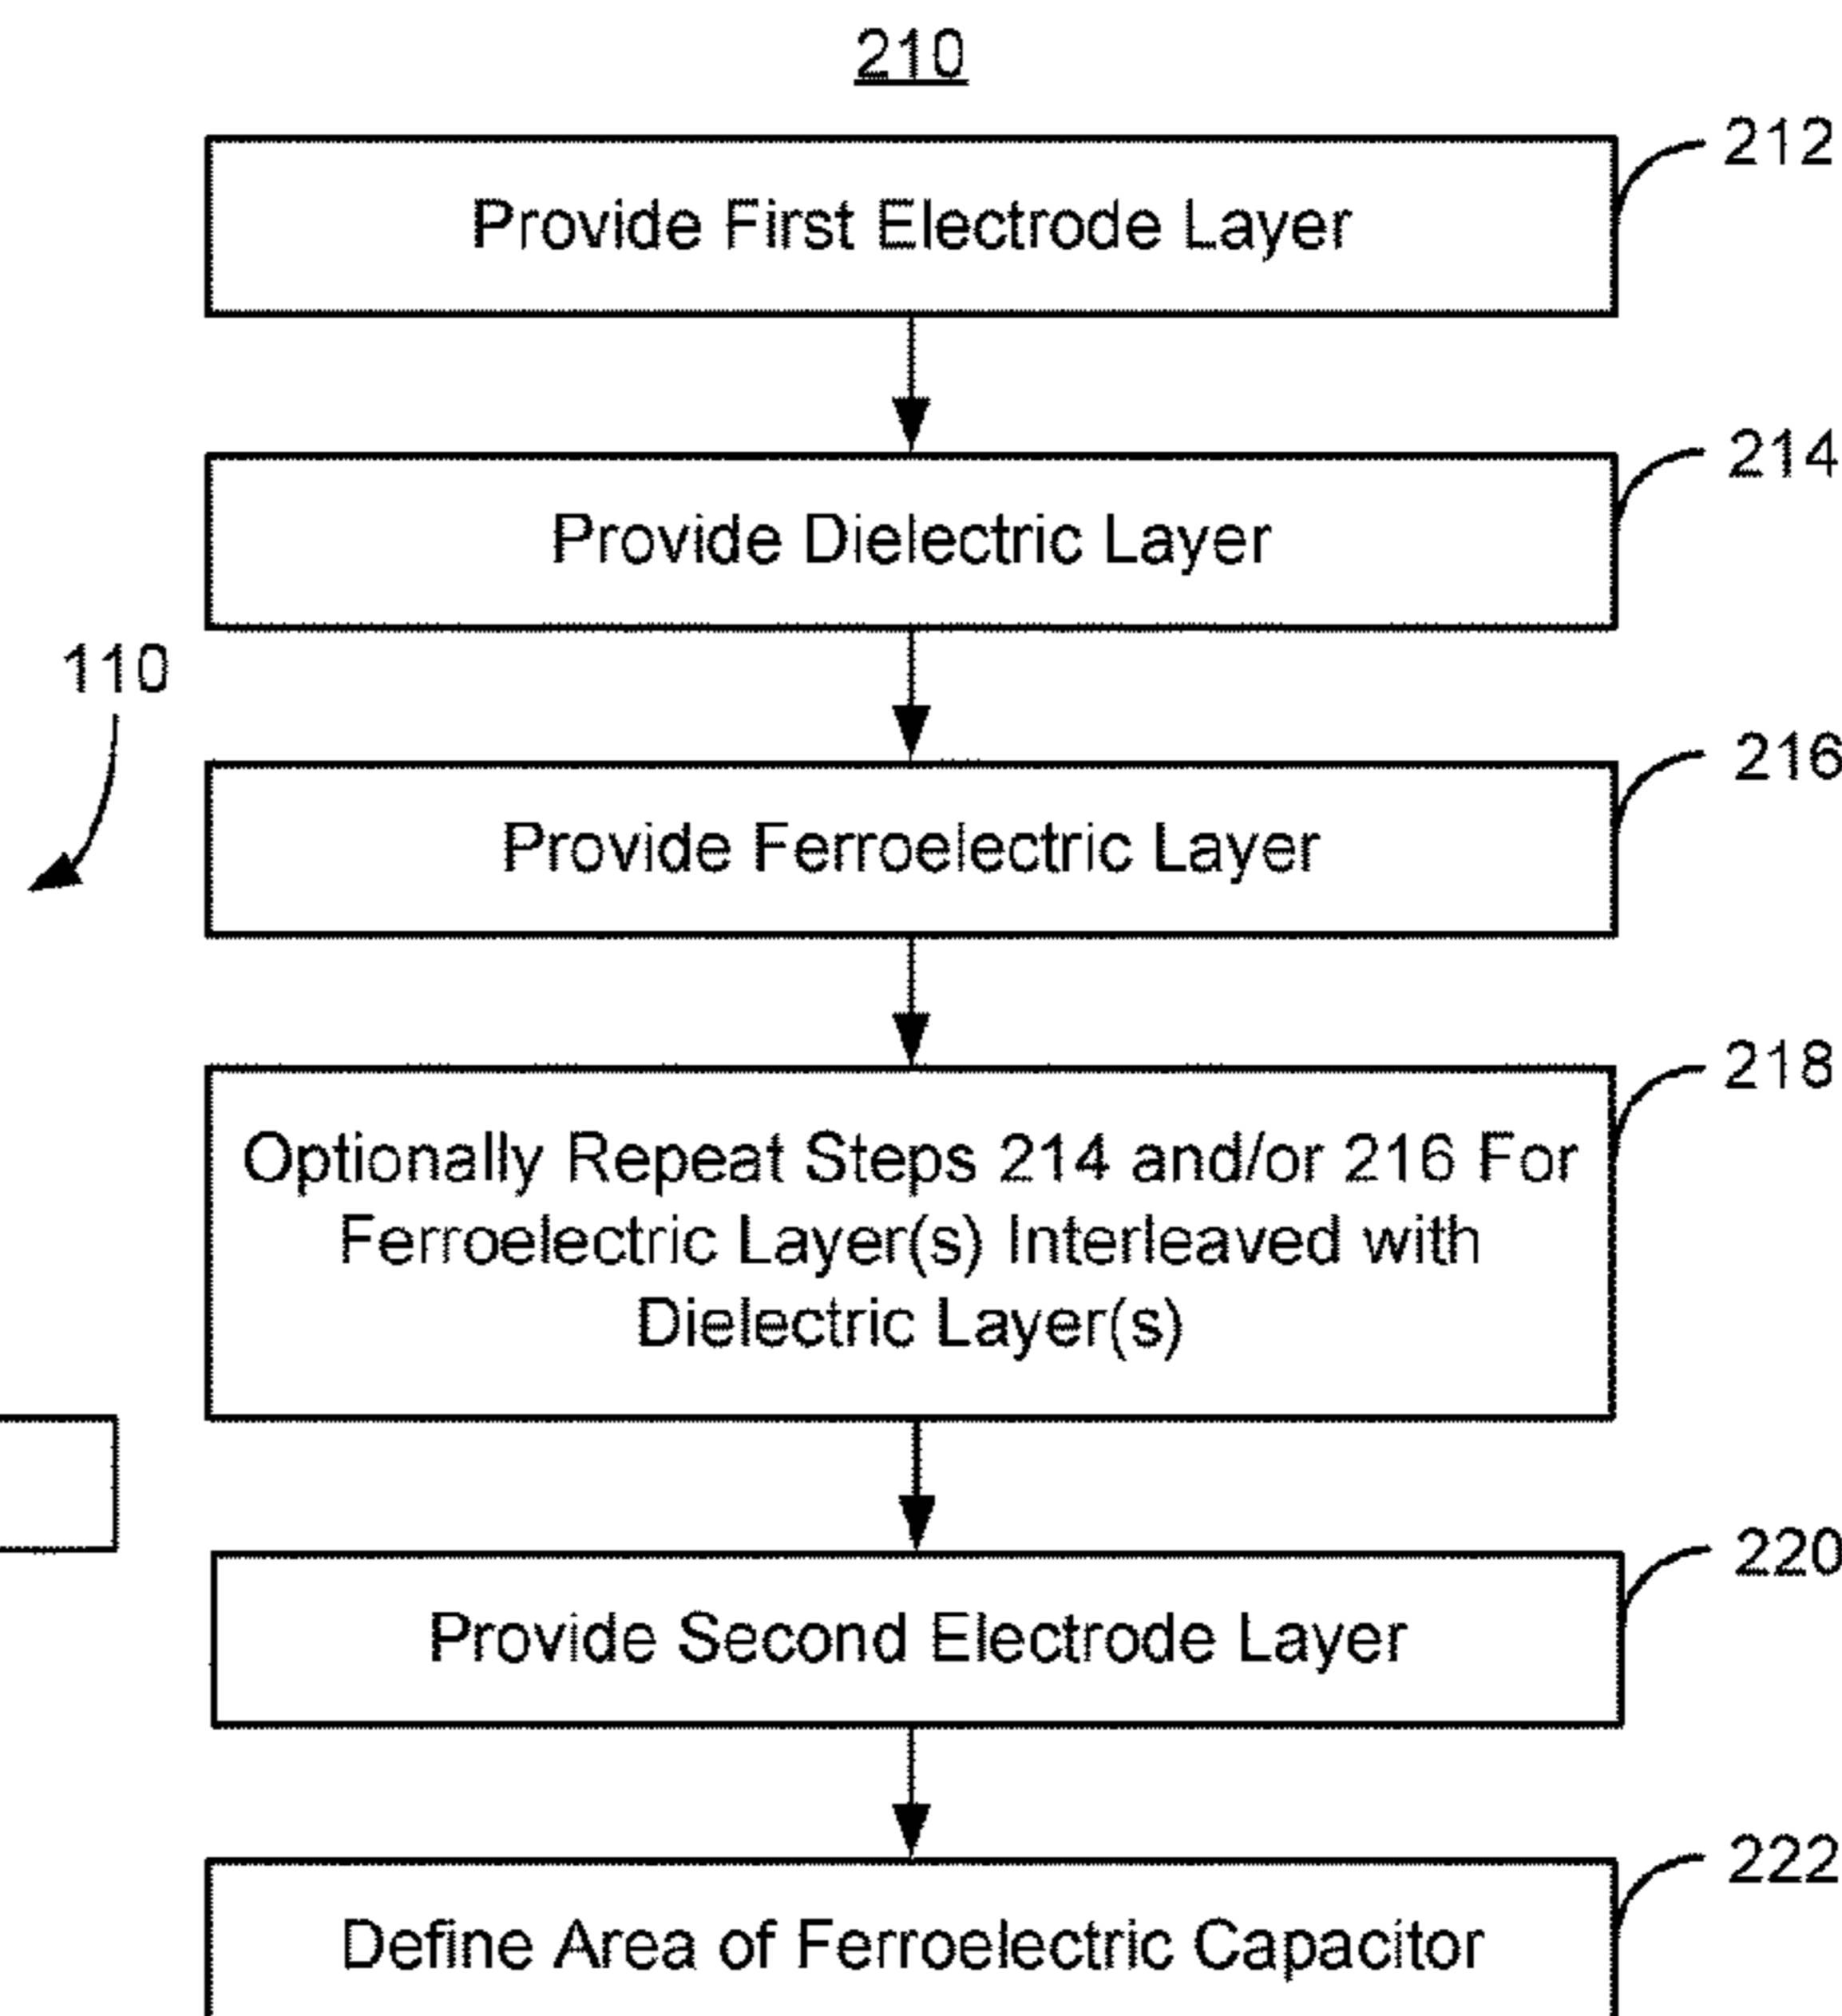 210
212
Provide First Electrode Layer
214
Provide Dielectric Layer
110
216
Provide Ferroelectric Layer
218
Optionally Repeat Steps 214 and/or 216 For
Ferroelectric Layer(s) Interleaved with
Dielectric Layer(s)
220
Provide Second Electrode Layer
222
Define Area of Ferroelectric Capacitor